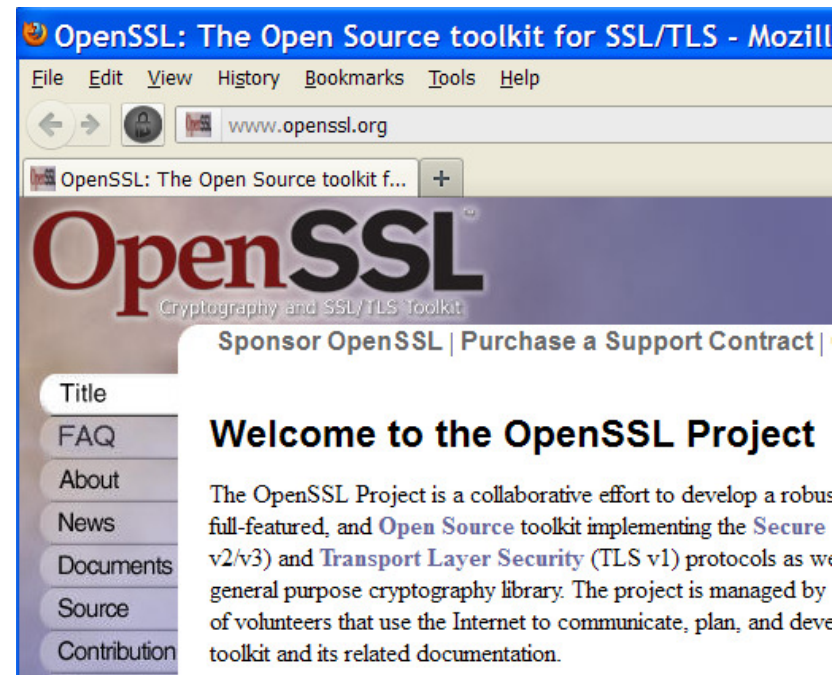 OpenSSL: The Open Source toolkit for SSL/TLS - Mozill
File Edit View History Bookmarks Tools Help
www.openssl.org
OpenSSL: The Open Source toolkit f... +
OpenSSL™
Cryptography and SSL/TLS Toolkit
Sponsor OpenSSL | Purchase a Support Contract |
Title
FAQ
About
News
Documents
Source
Contribution
Welcome to the OpenSSL Project
The OpenSSL Project is a collaborative effort to develop a robus
full-featured, and Open Source toolkit implementing the Secure
v2/v3) and Transport Layer Security (TLS v1) protocols as we
general purpose cryptography library. The project is managed by
of volunteers that use the Internet to communicate, plan, and deve
toolkit and its related documentation.